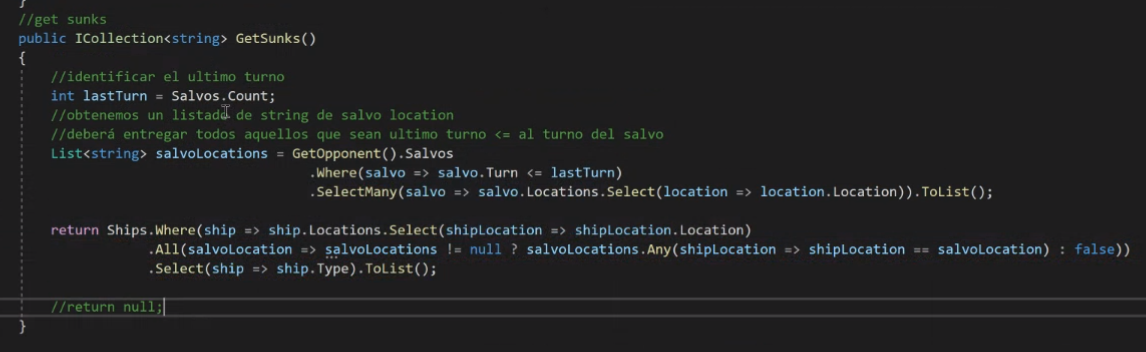 }
//get sunks
public ICollection<string> GetSunks()
{
//identificar el ultimo turno
int lastTurn = Salvos.Count;
//obtenemos un listado de string de salvo location
//deberá entregar todos aquellos que sean ultimo turno <= al turno del salvo
List<string> salvoLocations = GetOpponent().Salvos
.Where(salvo => salvo.Turn <= lastTurn)
.SelectMany(salvo => salvo.Locations.Select(location => location.Location)).ToList();
return Ships.Where(ship => ship.Locations.Select(shipLocation => shipLocation.Location)
.All(salvoLocation => salvoLocations != null ? salvoLocations.Any(shipLocation => shipLocation == salvoLocation) : false))
.Select(ship => ship.Type).ToList();
//return null;
}